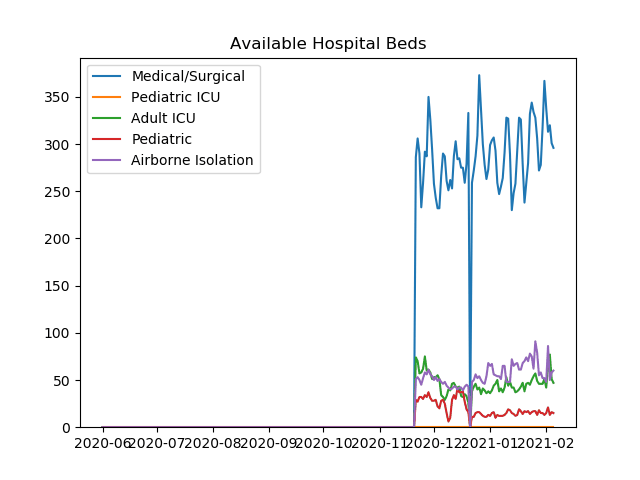 Available Hospital Beds
Medical/Surgical
Pediatric ICU
Adult ICU
Pediatric
Airborne Isolation
350
300
250
200
150
100
50
0
2020-06 2020-07 2020-08 2020-09 2020-10 2020-11 2020-12 2021-01 2021-02